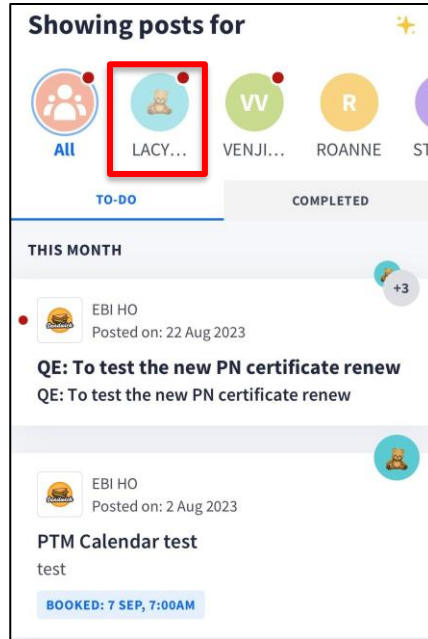 Showing posts for
VV
R
All
LACY...
VENJI...
ROANNE
ST
TO-DO
COMPLETED
THIS MONTH
+3
EBI HO
Posted on: 22 Aug 2023
Sandwich
QE: To test the new PN certificate renew
QE: To test the new PN certificate renew
EBI HO
Posted on: 2 Aug 2023
Sandwich
PTM Calendar test
test
BOOKED: 7 SEP, 7:00AM